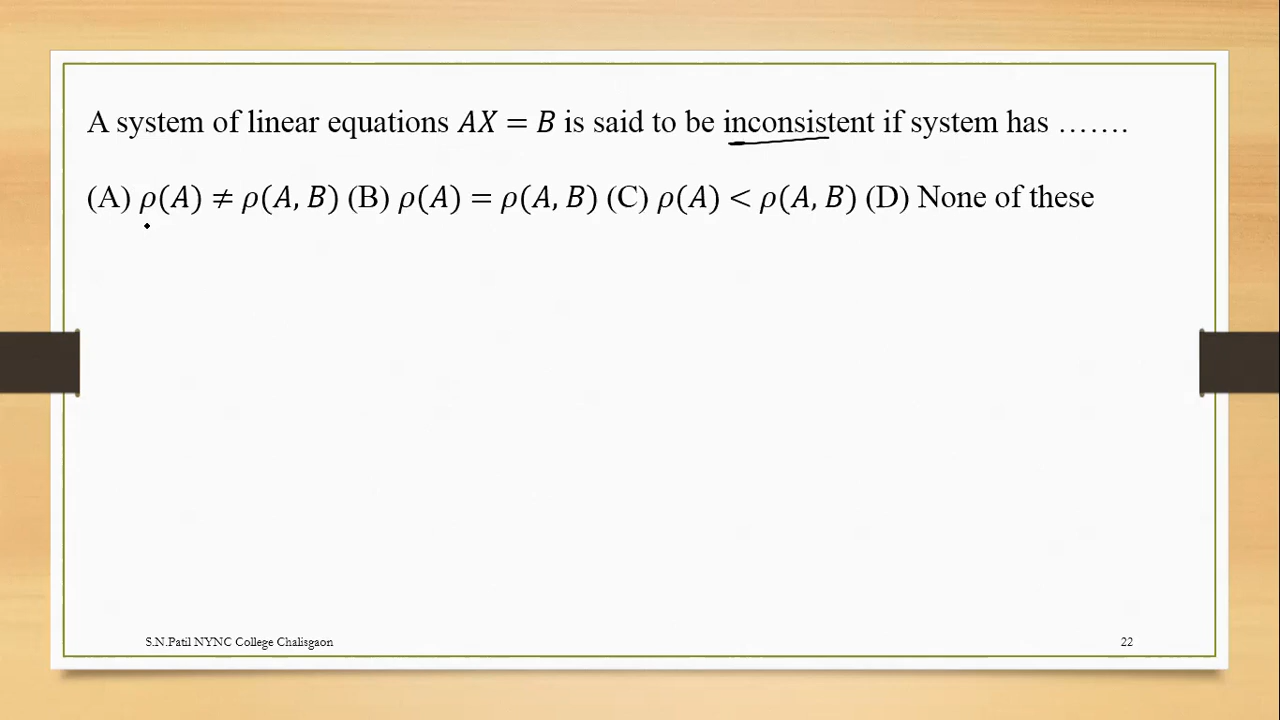 A system of linear equations 𝐴𝑋 = 𝐵 is said to be inconsistent if system has …….
(A) 𝜌(𝐴) ≠ 𝜌(𝐴, 𝐵) (B) 𝜌(𝐴) = 𝜌(𝐴, 𝐵) (C) 𝜌(𝐴) < 𝜌(𝐴, 𝐵) (D) None of these
S.N.Patil NYNC College Chalisgaon 22